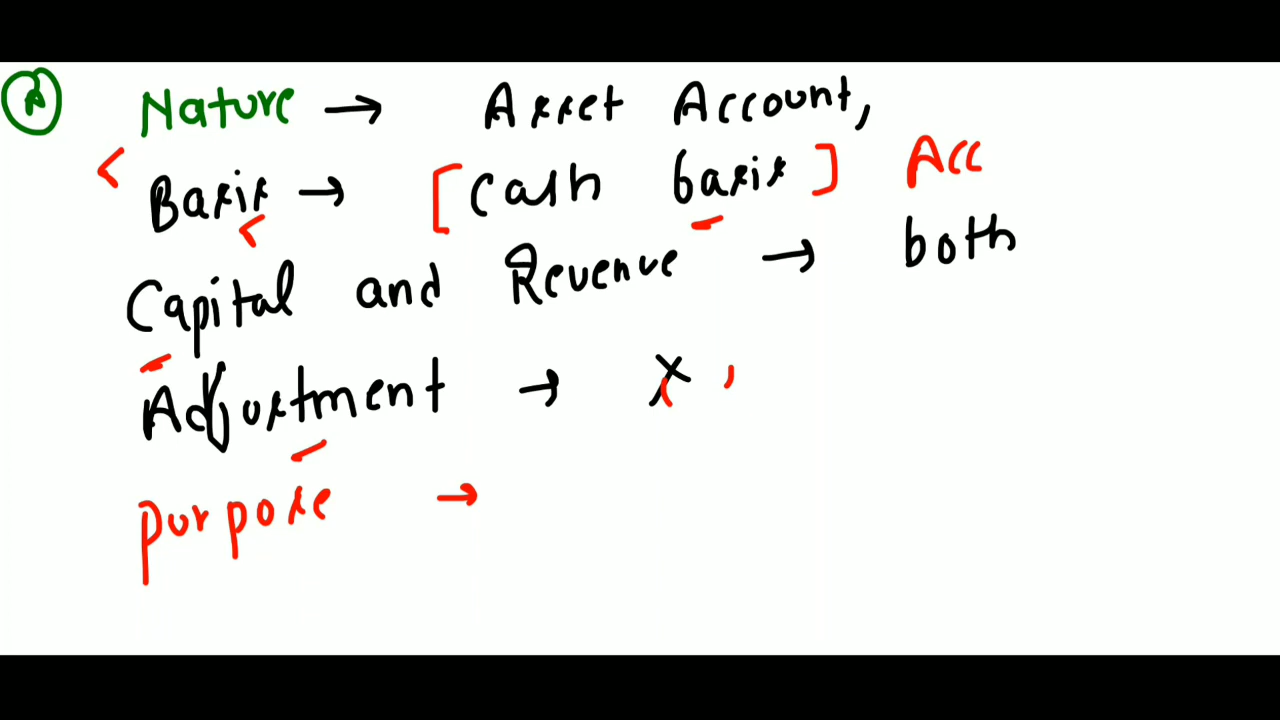 A Nature → Asset Account,
Basis → [Cash basis] Acc
Capital and Revenue → both
Adjustment → X,
purpose →